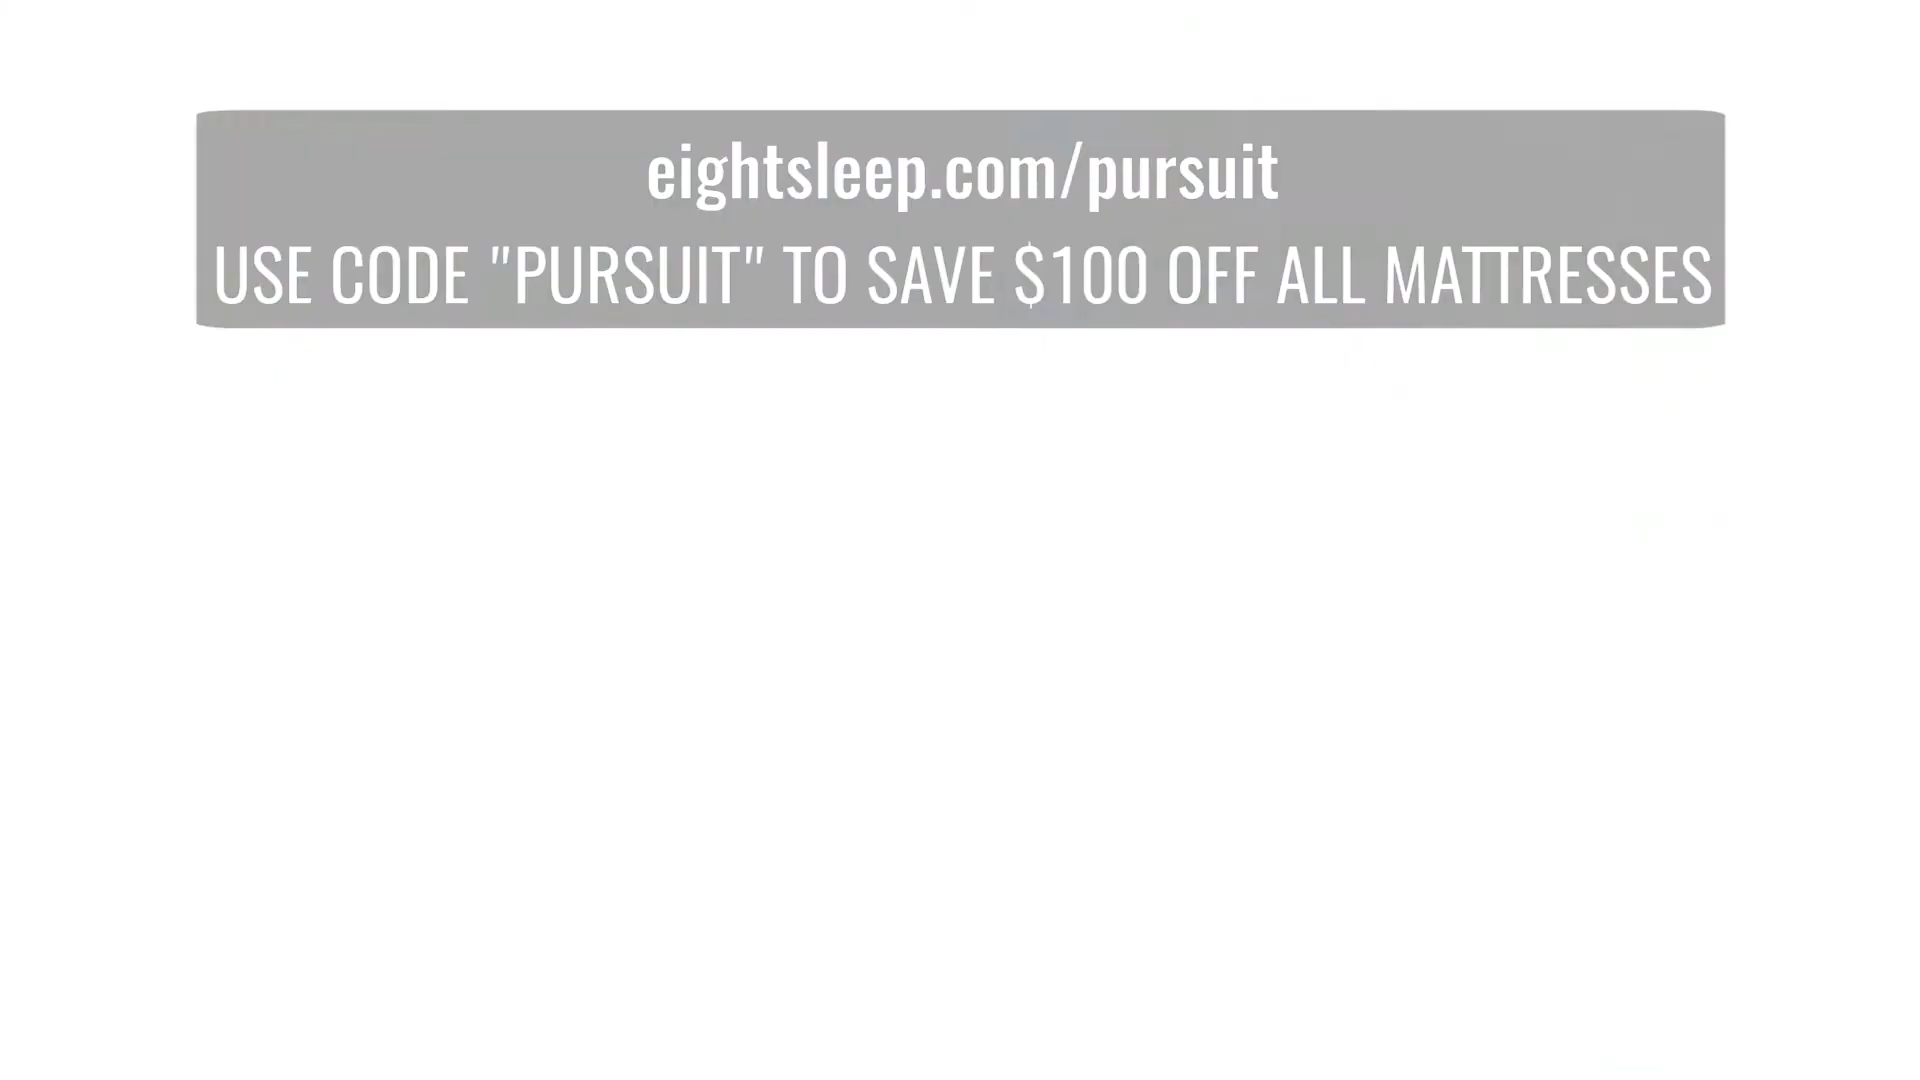 eightsleep.com/pursuit
USE CODE "PURSUIT" TO SAVE $100 OFF ALL MATTRESSES